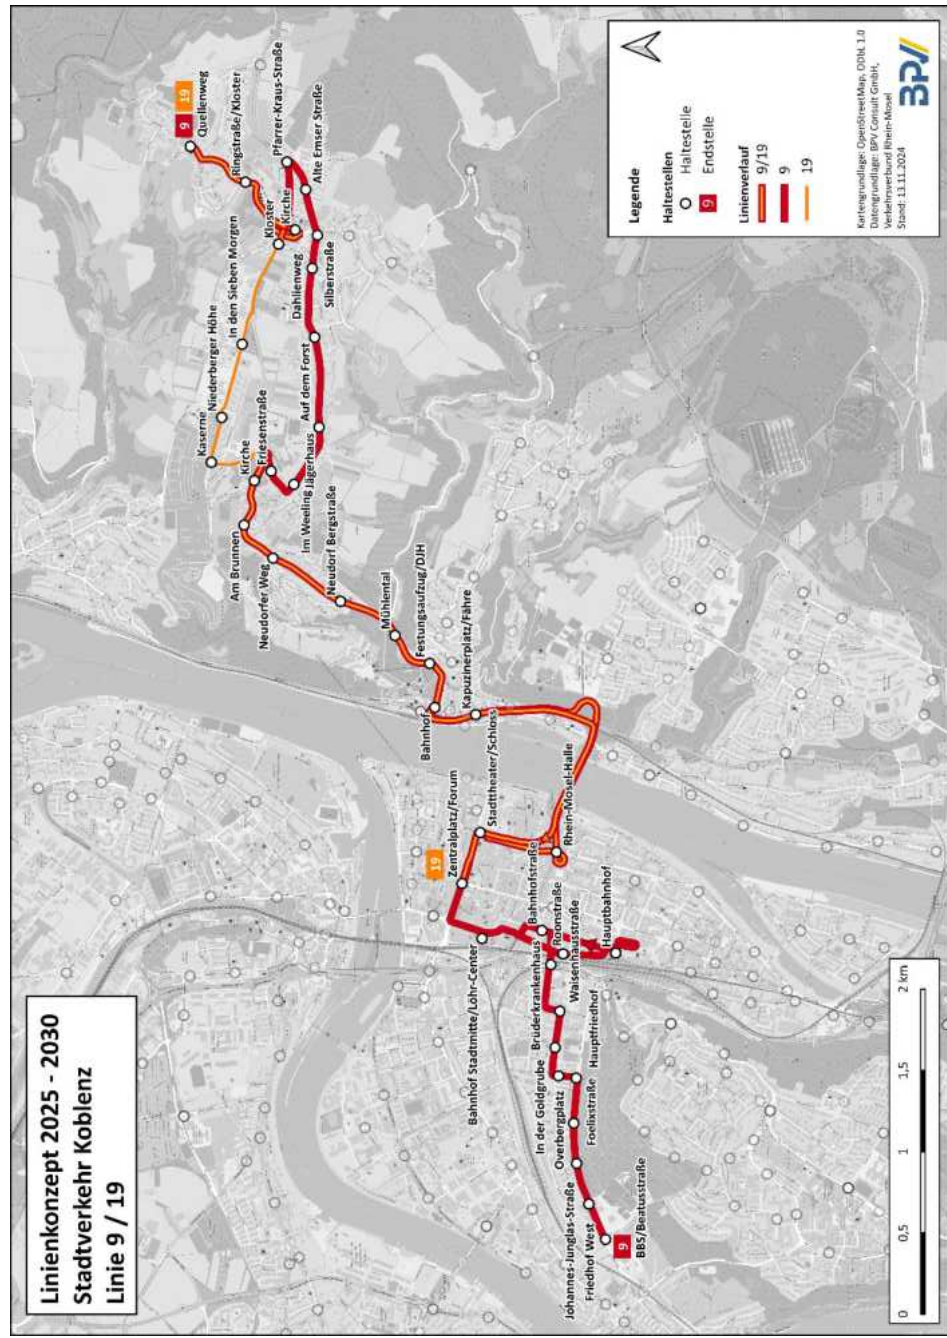 Linienkonzept 2025 - 2030
Stadtverkehr Koblenz
Linie 9 / 19
9
19
Quellenweg
Ringstraße/Kloster
Kloster
Kirche
Pfarrer-Kraus-Straße
Alte Emser Straße
Silberstraße
Dahlienweg
Auf dem Forst
Jägerhaus
Im Weeling
Friesenstraße
Kirche
In den Sieben Morgen
Niederberger Höhe
Kaserne
Am Brunnen
Neudorfer Weg
Neudorf Bergstraße
Mühlental
Festungsaufzug/DJH
Bahnhof
Kapuzinerplatz/Fähre
Rhein-Mosel-Halle
Stadttheater/Schloss
Zentralplatz/Forum
19
Bahnhof Stadtmitte/Löhr-Center
Bahnhofstraße
Roonstraße
Hauptbahnhof
Waisenhausstraße
Brüderkrankenhaus
In der Goldgrube
Overbergplatz
Hauptfriedhof
Foelixstraße
Johannes-Junglas-Straße
Friedhof West
BBS/Beatusstraße
9
Legende
Haltestellen
Haltestelle
9
Endstelle
Linienverlauf
9/19
9
19
Kartengrundlage: OpenStreetMap, ODbL 1.0
Datengrundlage: BPV Consult GmbH,
Verkehrsverbund Rhein-Mosel
Stand: 13.11.2024
BPV
0 0,5 1 1,5 2 km